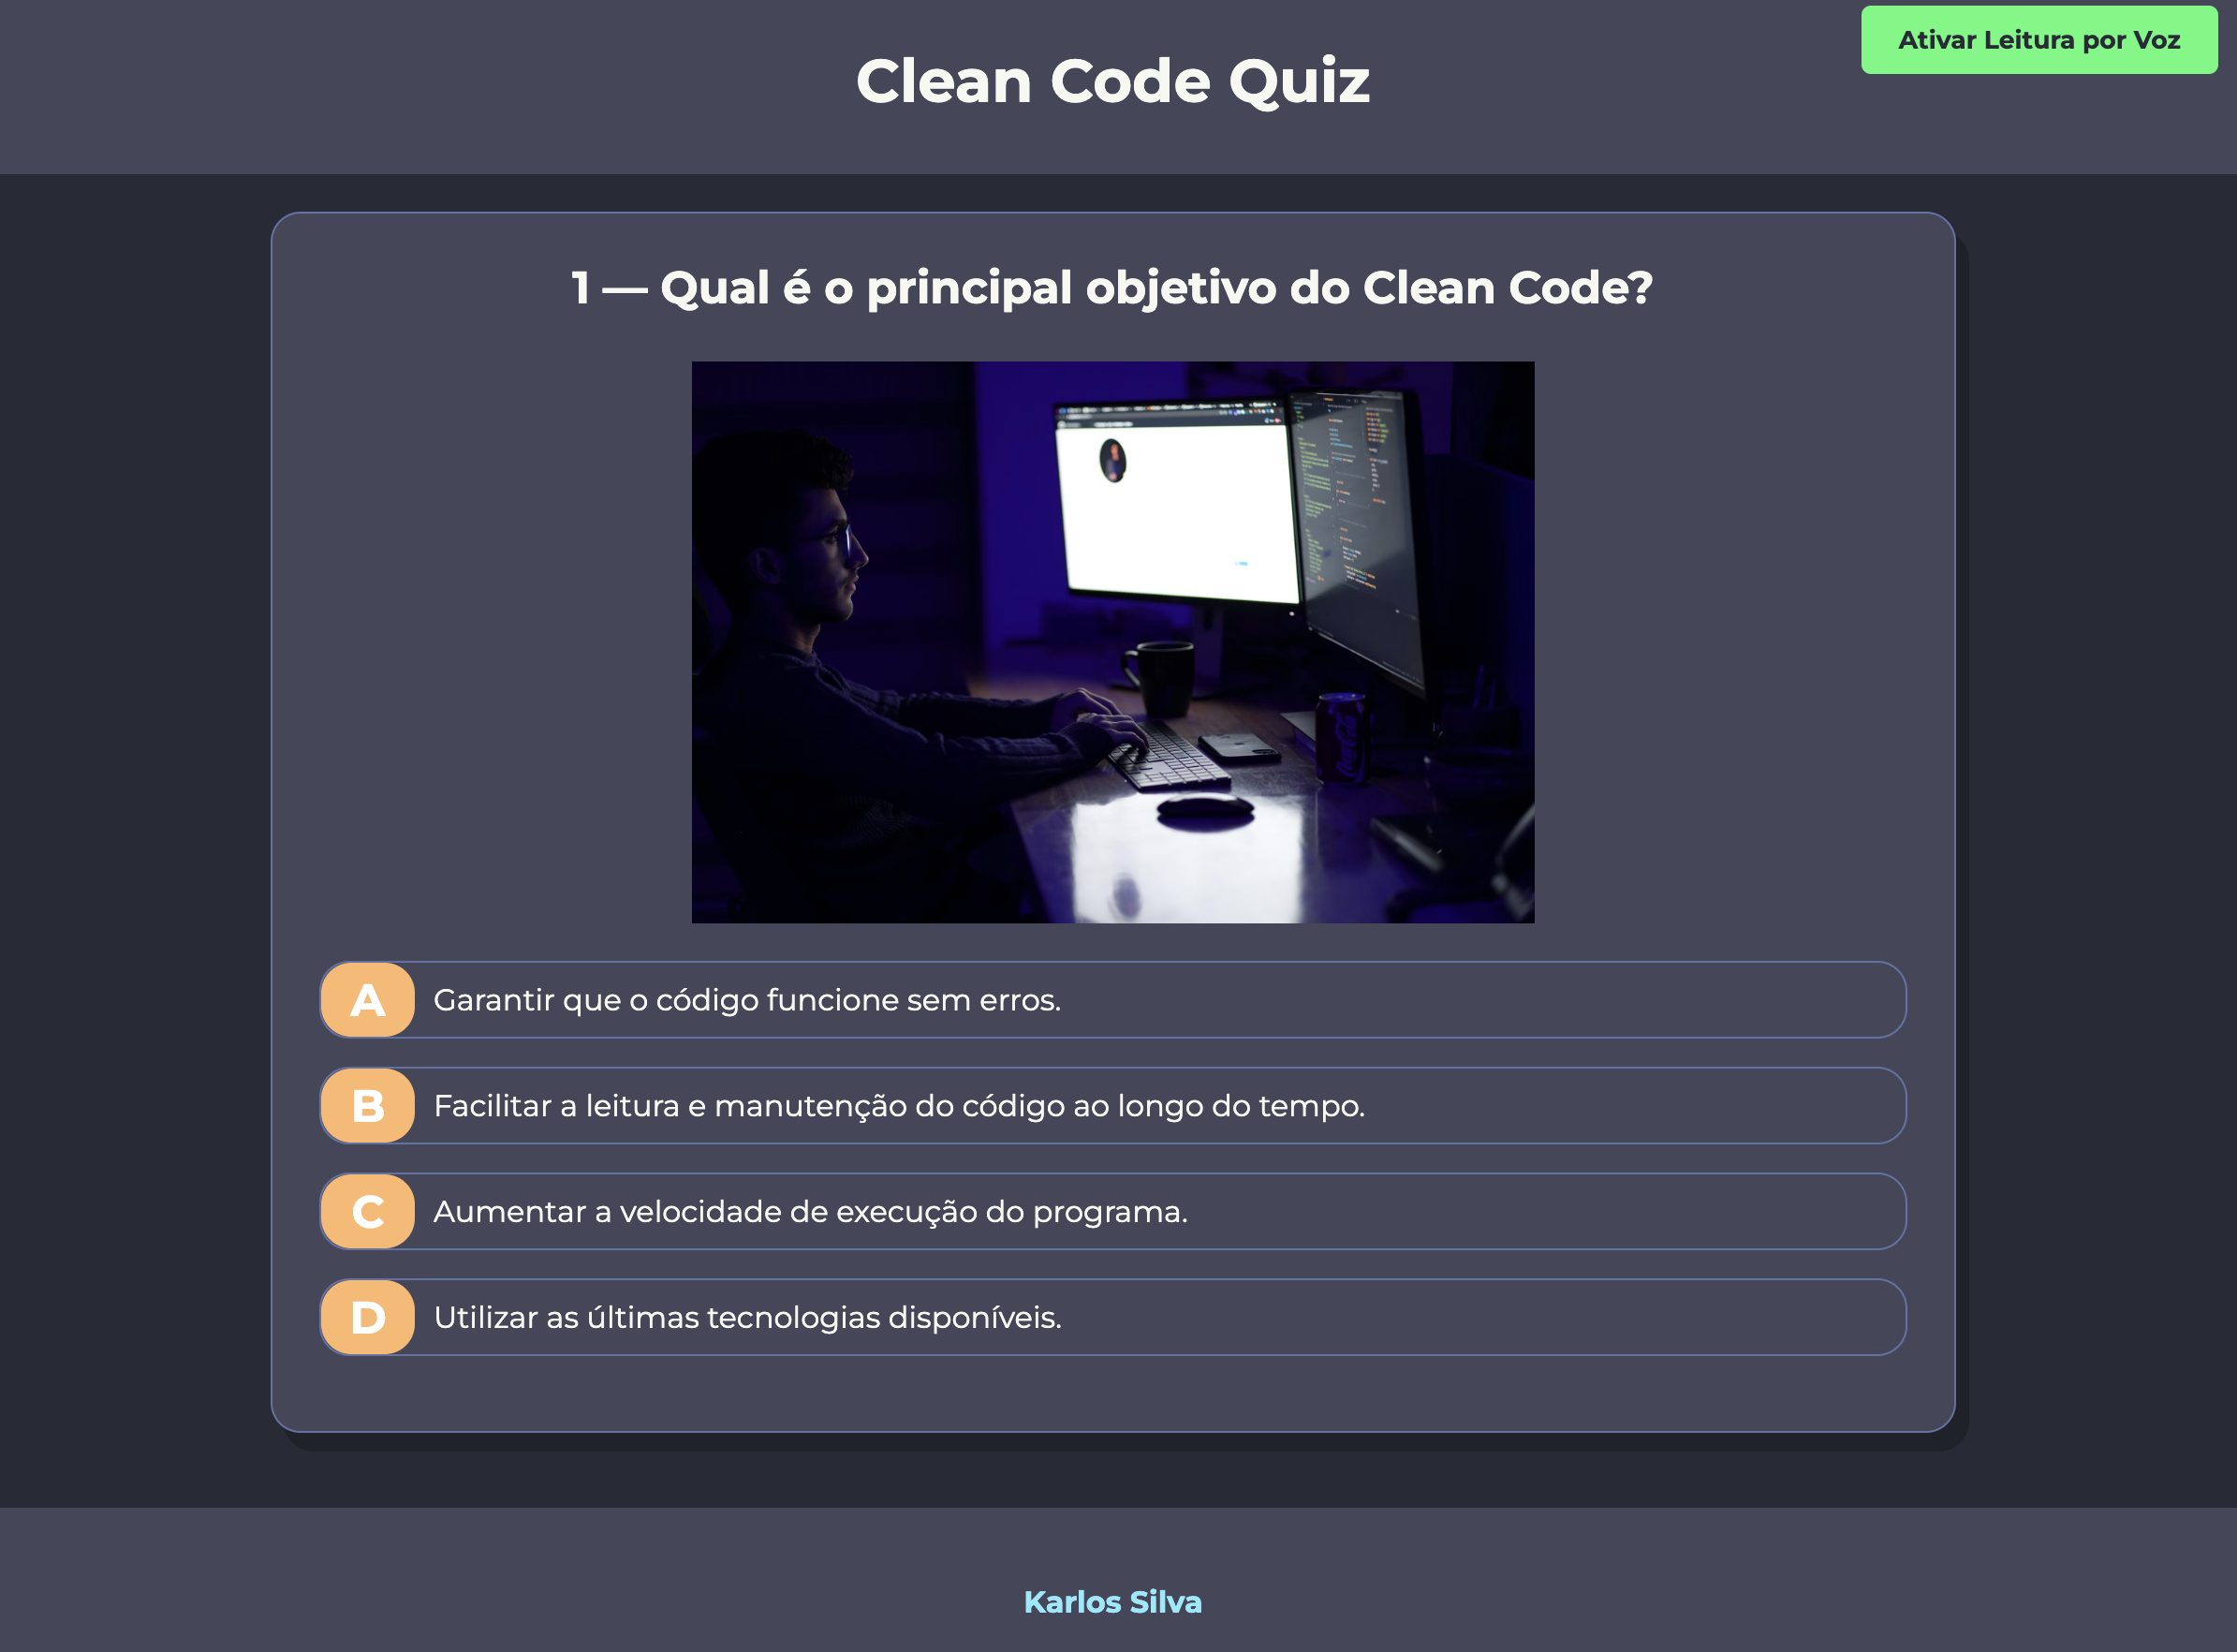 Ativar Leitura por Voz
Clean Code Quiz
1 — Qual é o principal objetivo do Clean Code?
Coca-Cola
A Garantir que o código funcione sem erros.
B Facilitar a leitura e manutenção do código ao longo do tempo.
C Aumentar a velocidade de execução do programa.
D Utilizar as últimas tecnologias disponíveis.
Karlos Silva